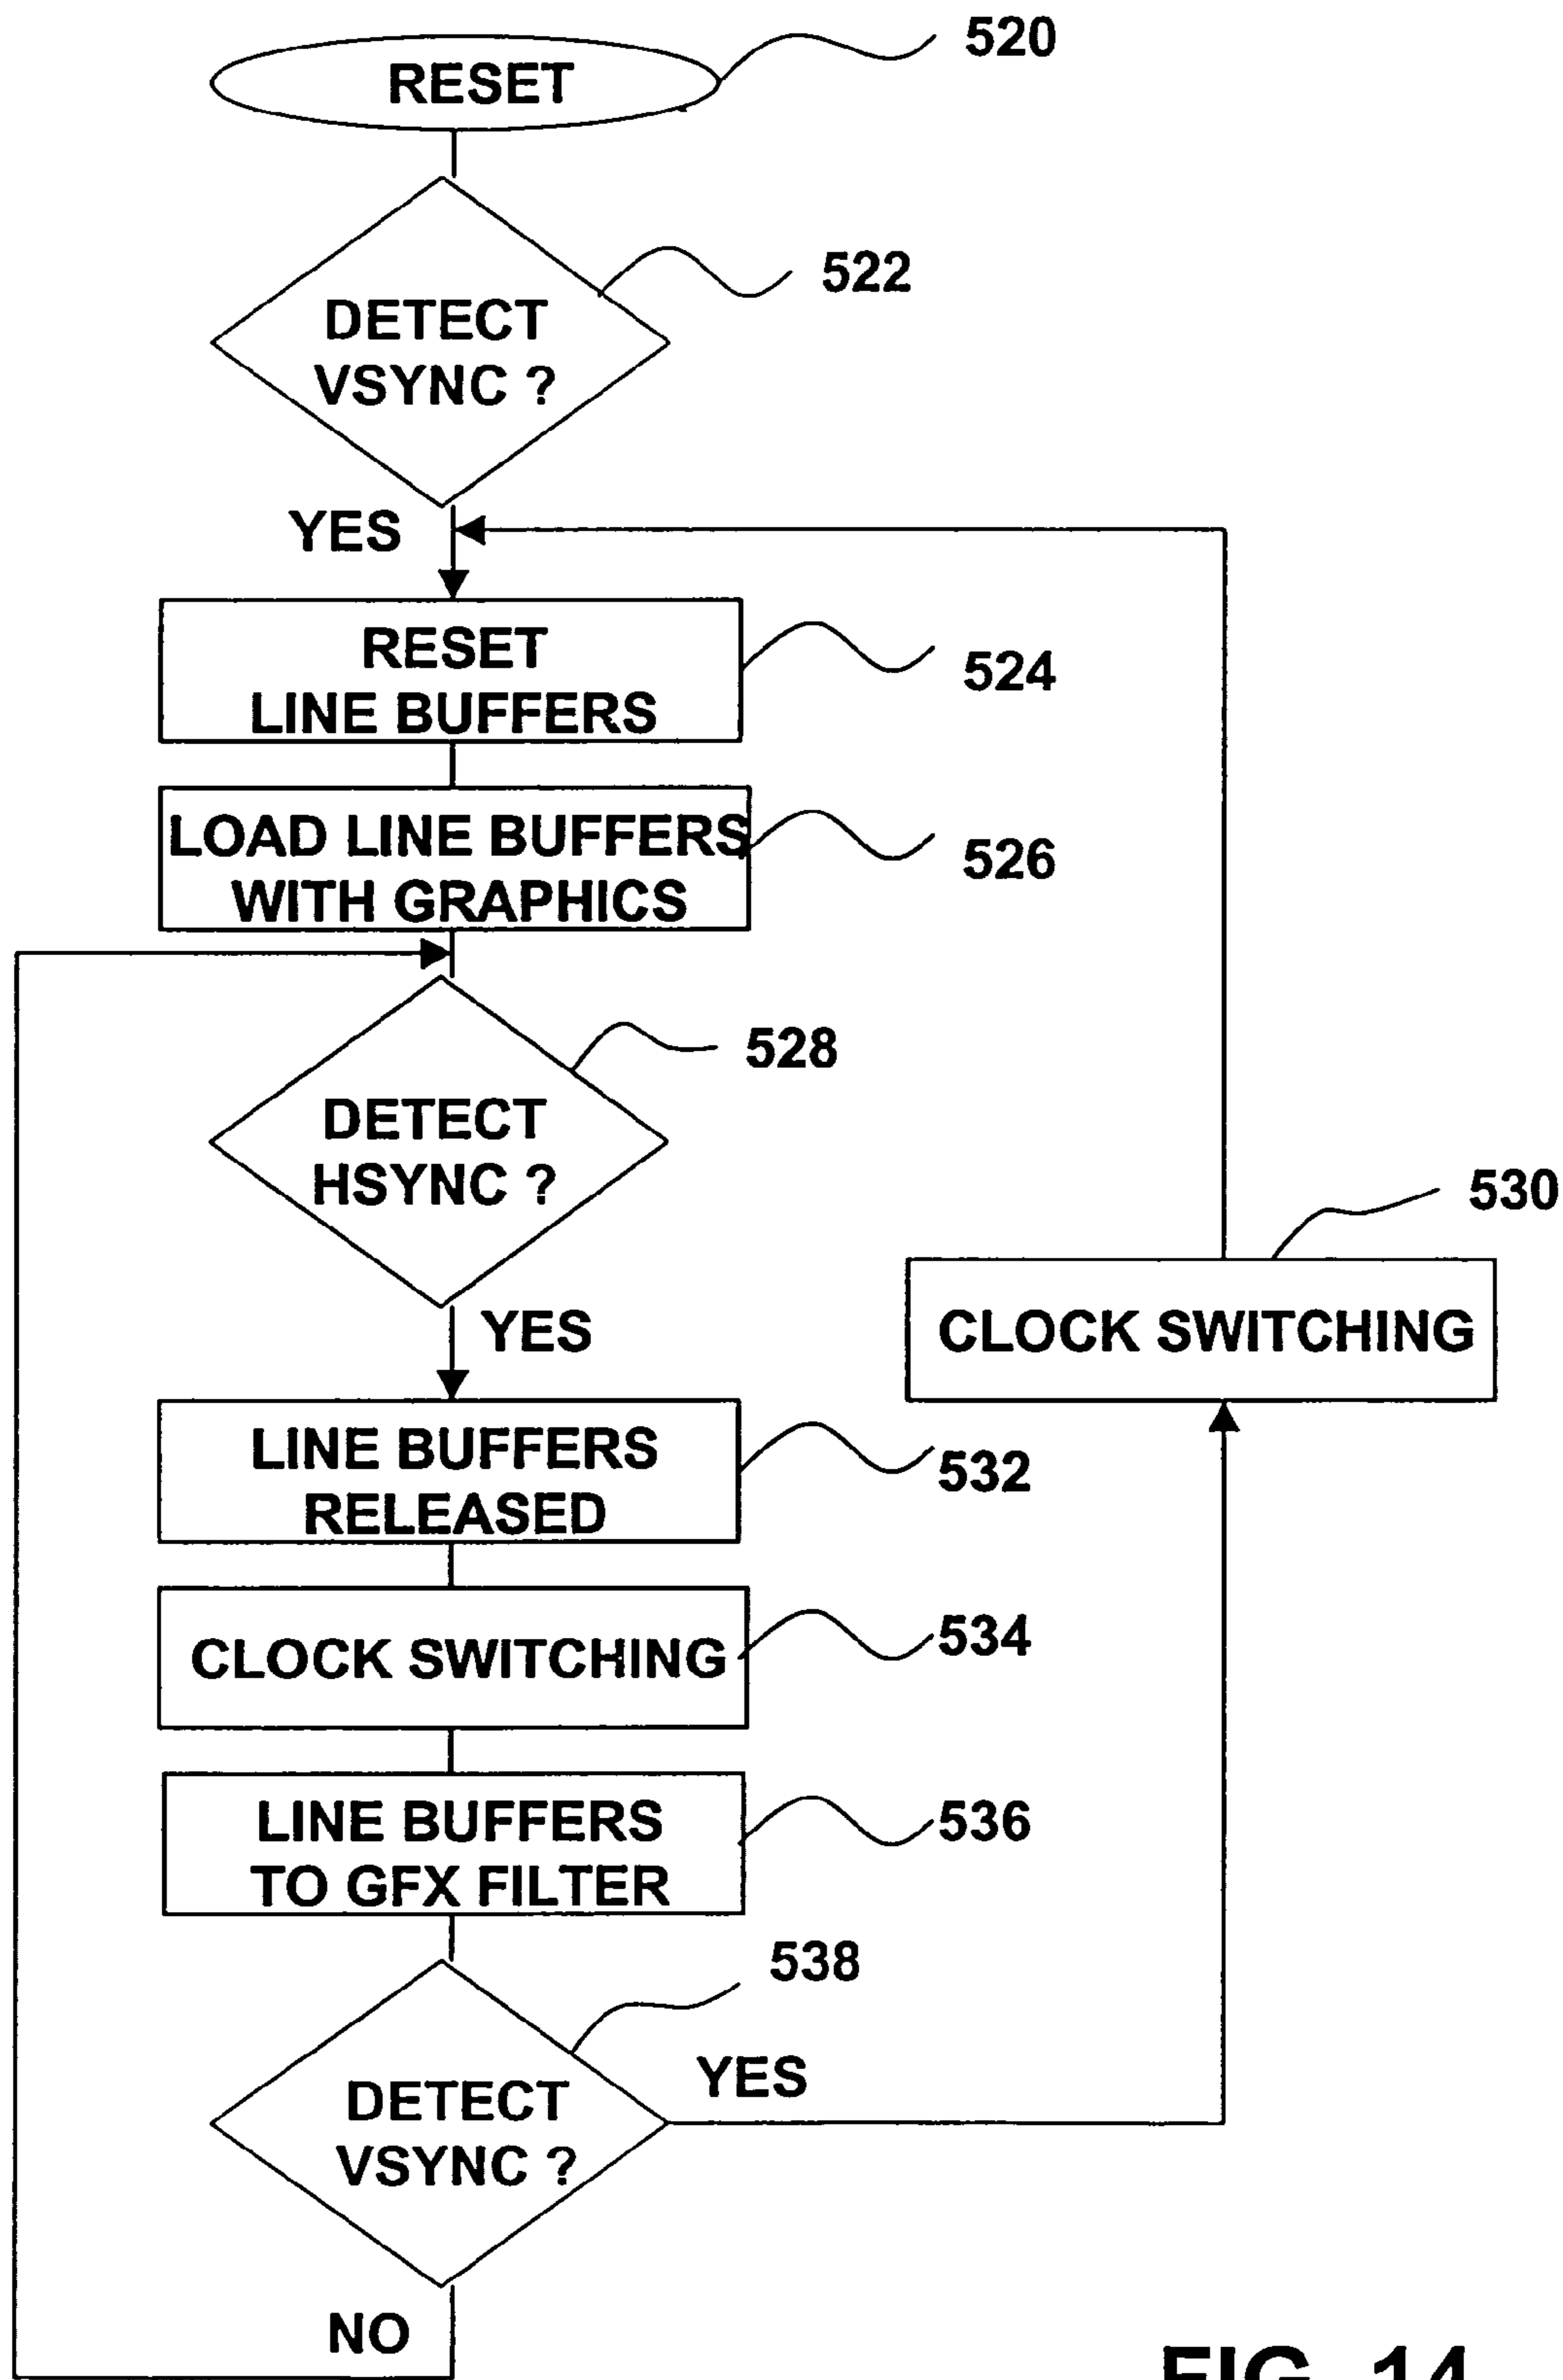 RESET
520
DETECT
VSYNC ?
522
YES
RESET
LINE BUFFERS
524
LOAD LINE BUFFERS
WITH GRAPHICS
526
DETECT
HSYNC ?
528
YES
530
CLOCK SWITCHING
LINE BUFFERS
RELEASED
532
CLOCK SWITCHING
534
LINE BUFFERS
TO GFX FILTER
536
538
DETECT
VSYNC ?
YES
NO
FIG. 14